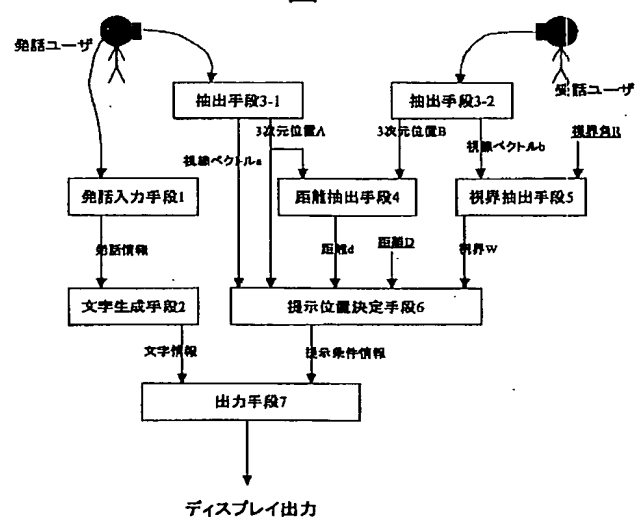 発話ユーザ
受話ユーザ
抽出手段3-1
抽出手段3-2
3次元位置A
3次元位置B
視線ベクトルa
視線ベクトルb
視界角R
発話入力手段1
距離抽出手段4
視界抽出手段5
発話情報
距離d
距離D
視界W
文字生成手段2
提示位置決定手段6
文字情報
提示条件情報
出力手段7
ディスプレイ出力